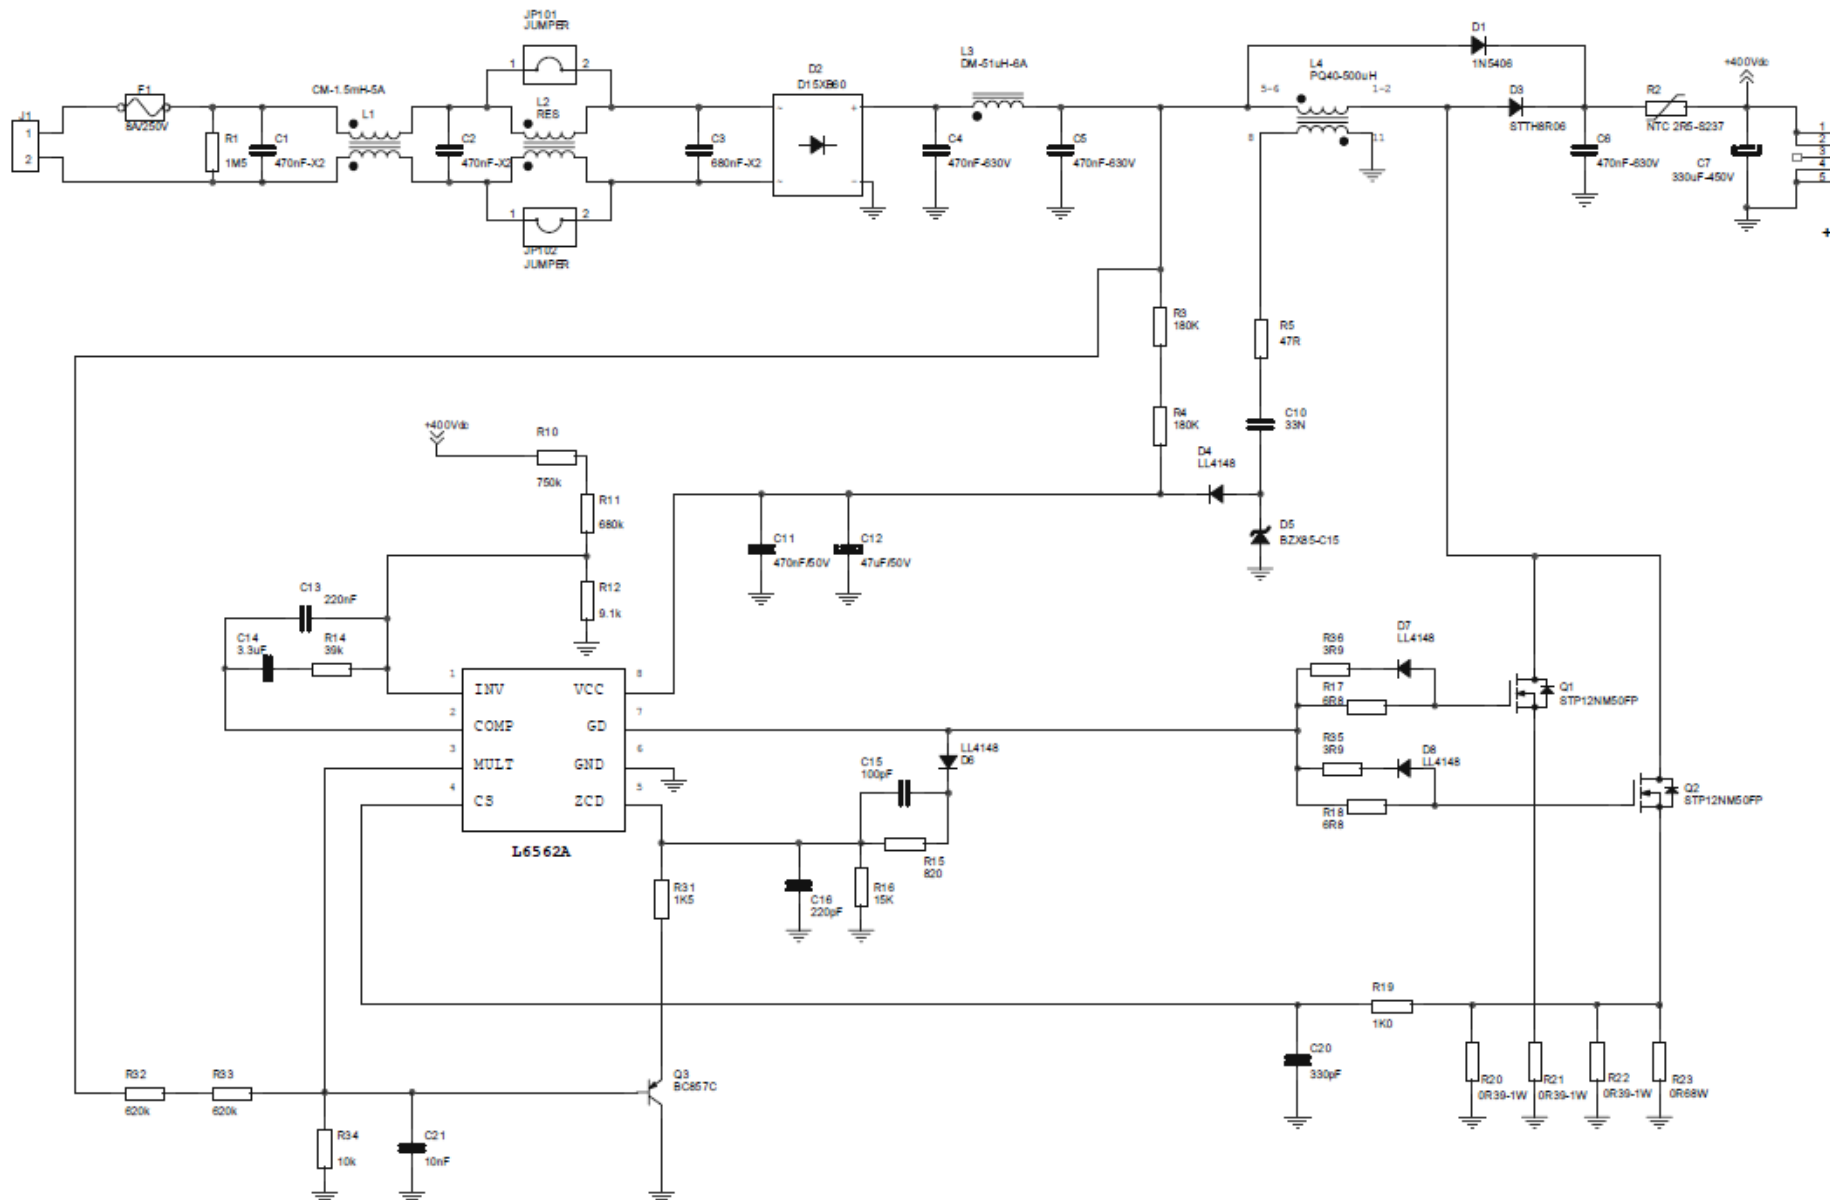 JP101
JUMPER
1
2
J1
1
2
F1
8A/250V
R1
1M5
C1
470nF-X2
CM-1.5mH-5A
L1
C2
470nF-X2
L2
RES
1
2
JP102
JUMPER
C3
680nF-X2
D2
D15XB60
~
~
+
-
L3
DM-51uH-6A
C4
470nF-630V
C5
470nF-630V
D1
1N5406
L4
PQ40-500uH
5-6
1-2
8
11
D3
STTH8R06
C6
470nF-630V
R2
NTC 2R5-S237
+400Vdc
C7
330uF-450V
1
2
3
4
5
+
R3
180K
R5
47R
R4
180K
C10
33N
D4
LL4148
D5
BZX85-C15
+400Vdc
R10
750k
R11
680k
R12
9.1k
C11
470nF/50V
C12
47uF/50V
C13
220nF
C14
3.3uF
R14
39k
1
INV
VCC
8
2
COMP
GD
7
3
MULT
GND
6
4
CS
ZCD
5
L6562A
LL4148
D6
C15
100pF
R15
820
R16
15K
C16
220pF
R31
1K5
R36
3R9
D7
LL4148
R17
6R8
R35
3R9
D8
LL4148
R18
6R8
Q1
STP12NM50FP
Q2
STP12NM50FP
R19
1K0
C20
330pF
R20
0R39-1W
R21
0R39-1W
R22
0R39-1W
R23
0R68W
Q3
BC857C
R32
620k
R33
620k
R34
10k
C21
10nF